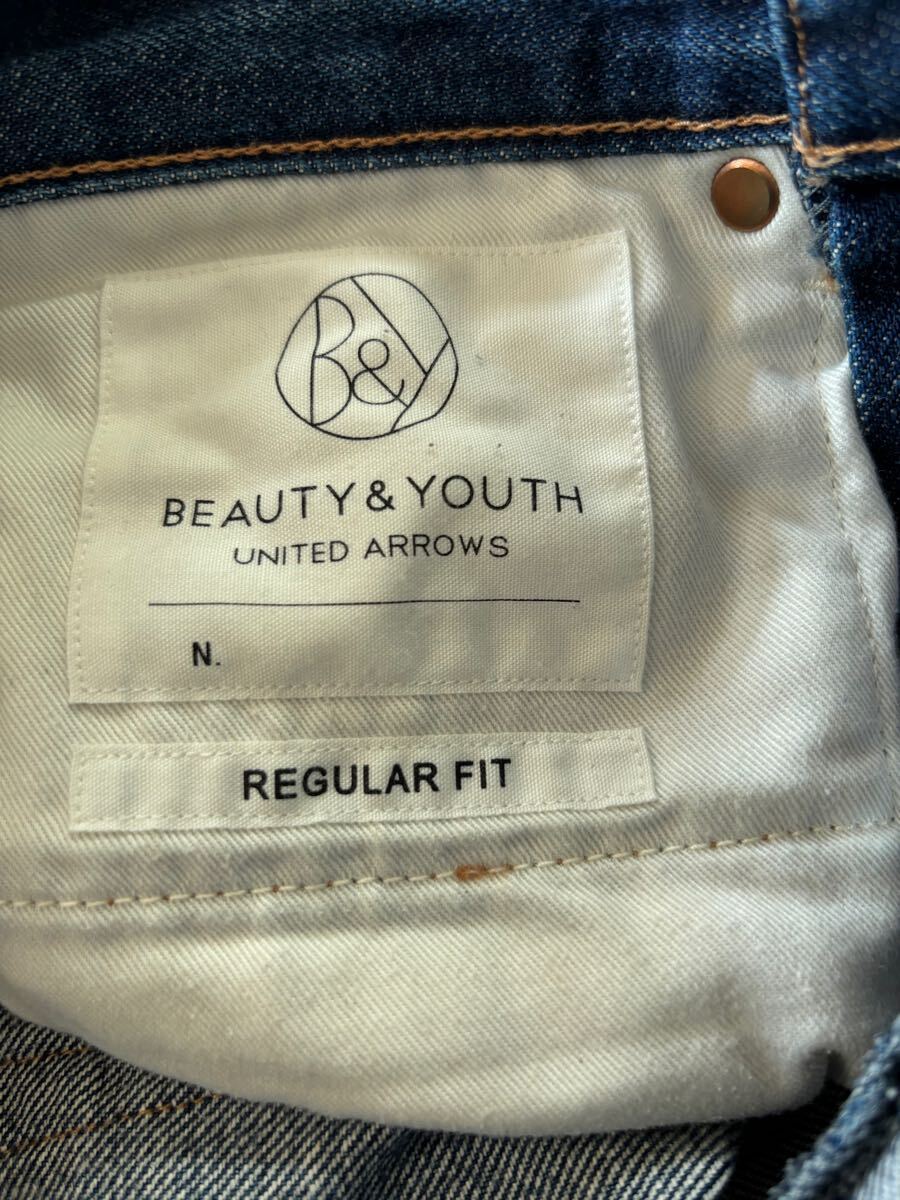 B&Y
BEAUTY & YOUTH
UNITED ARROWS
N.
REGULAR FIT